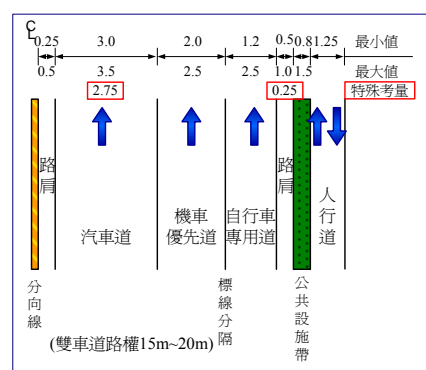 ℄
0.25 3.0 2.0 1.2 0.5 0.8 1.25 最小值
0.5 3.5 2.5 2.5 1.0 1.5 最大值
2.75 0.25 特殊考量
路肩
汽車道
機車
優先道
自行車
專用道
路肩
人行道
分向線
標線分隔
公共設施帶
(雙車道路權15m~20m)